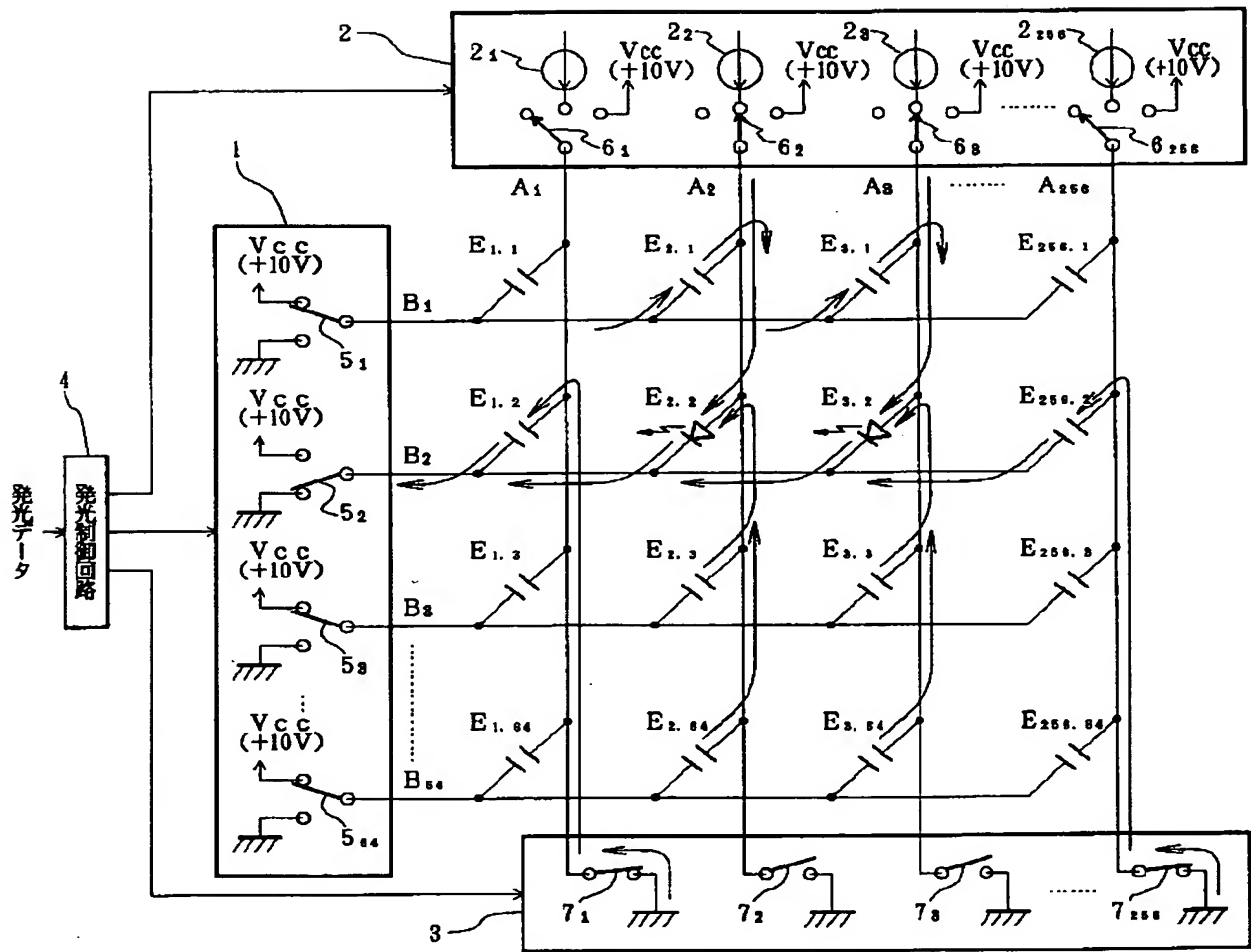 2
2₁
2₂
2₃
2₂₅₆
Vcc
(+10V)
Vcc
(+10V)
Vcc
(+10V)
Vcc
(+10V)
6₁
6₂
6₃
6₂₅₆
A₁
A₂
A₃
A₂₅₆
1
Vcc
(+10V)
5₁
B₁
E₁.₁
E₂.₁
E₃.₁
E₂₅₆.₁
4
発光データ
発光制御回路
Vcc
(+10V)
5₂
B₂
E₁.₂
E₂.₂
E₃.₂
E₂₅₆.₂
Vcc
(+10V)
5₃
B₃
E₁.₃
E₂.₃
E₃.₃
E₂₅₆.₃
Vcc
(+10V)
5₆₄
B₆₄
E₁.₆₄
E₂.₆₄
E₃.₆₄
E₂₅₆.₆₄
3
7₁
7₂
7₃
7₂₅₆